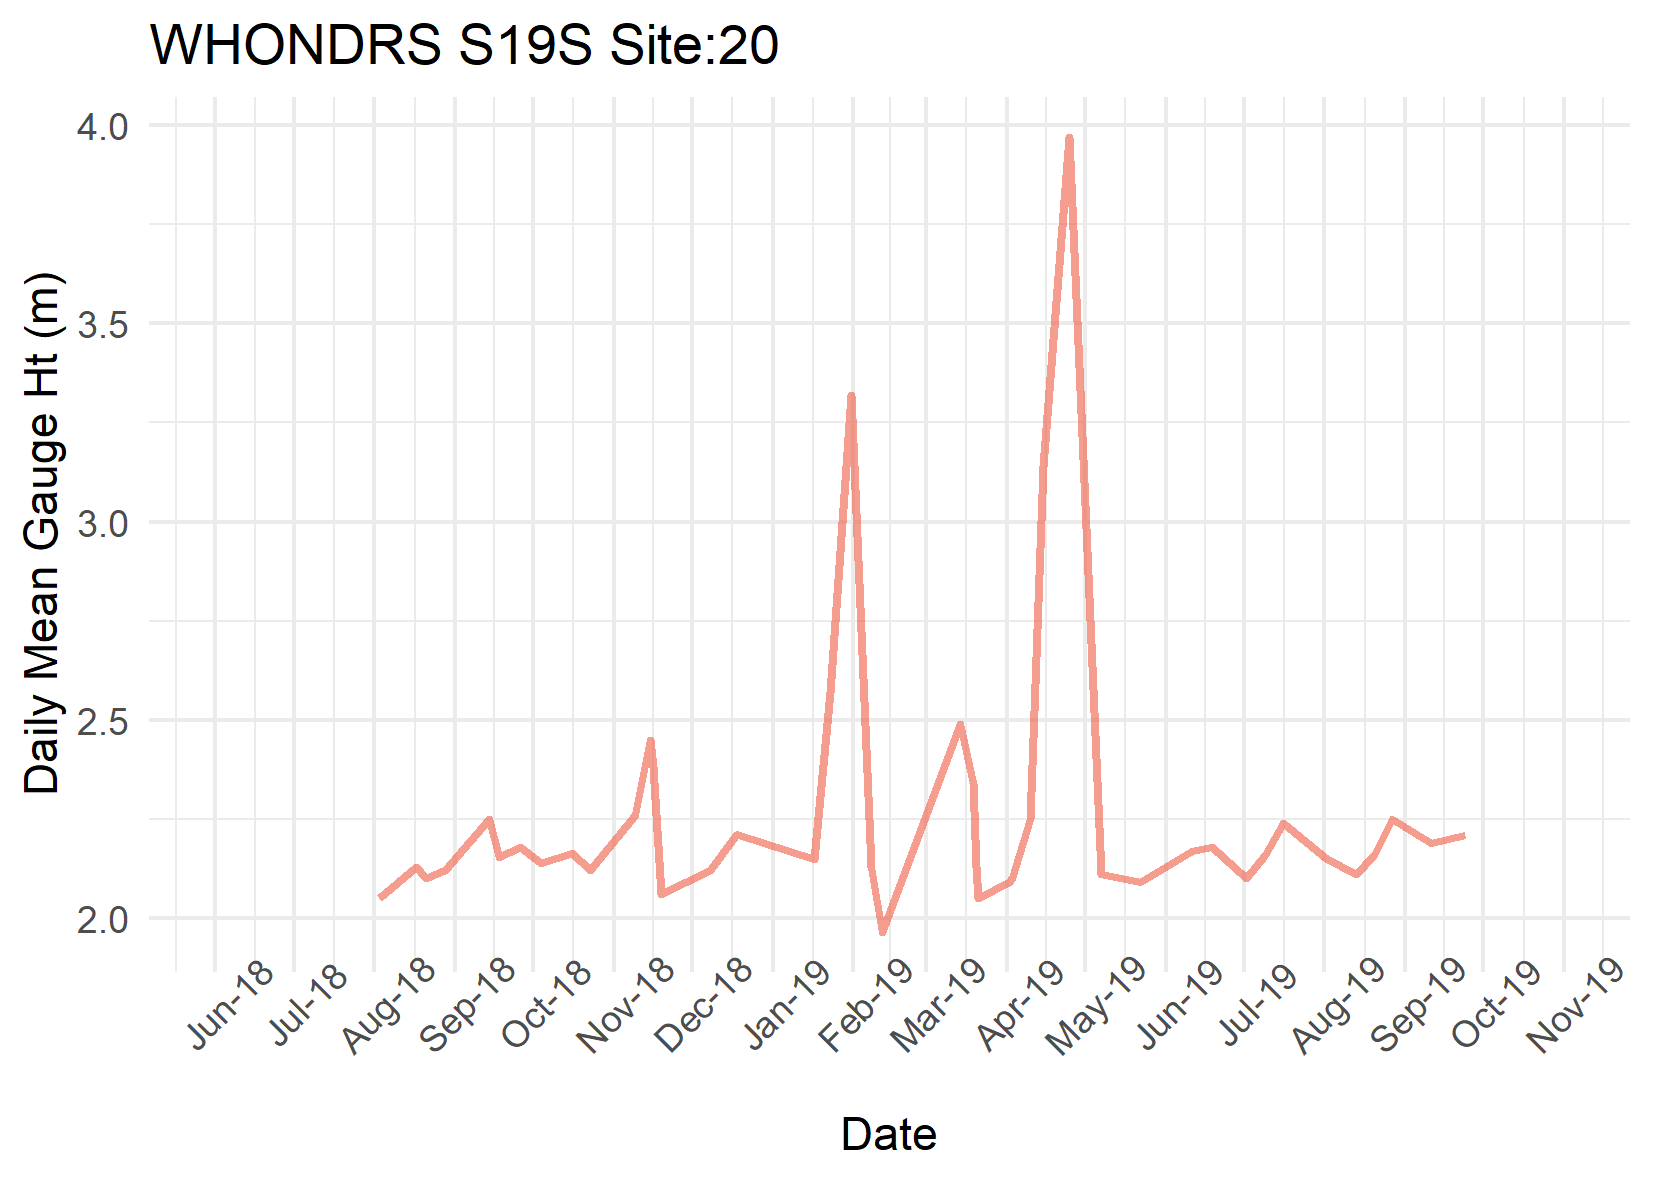 WHONDRS S19S Site:20
Daily Mean Gauge Ht (m)
4.0
3.5
3.0
2.5
2.0
Jun-18
Jul-18
Aug-18
Sep-18
Oct-18
Nov-18
Dec-18
Jan-19
Feb-19
Mar-19
Apr-19
May-19
Jun-19
Jul-19
Aug-19
Sep-19
Oct-19
Nov-19
Date